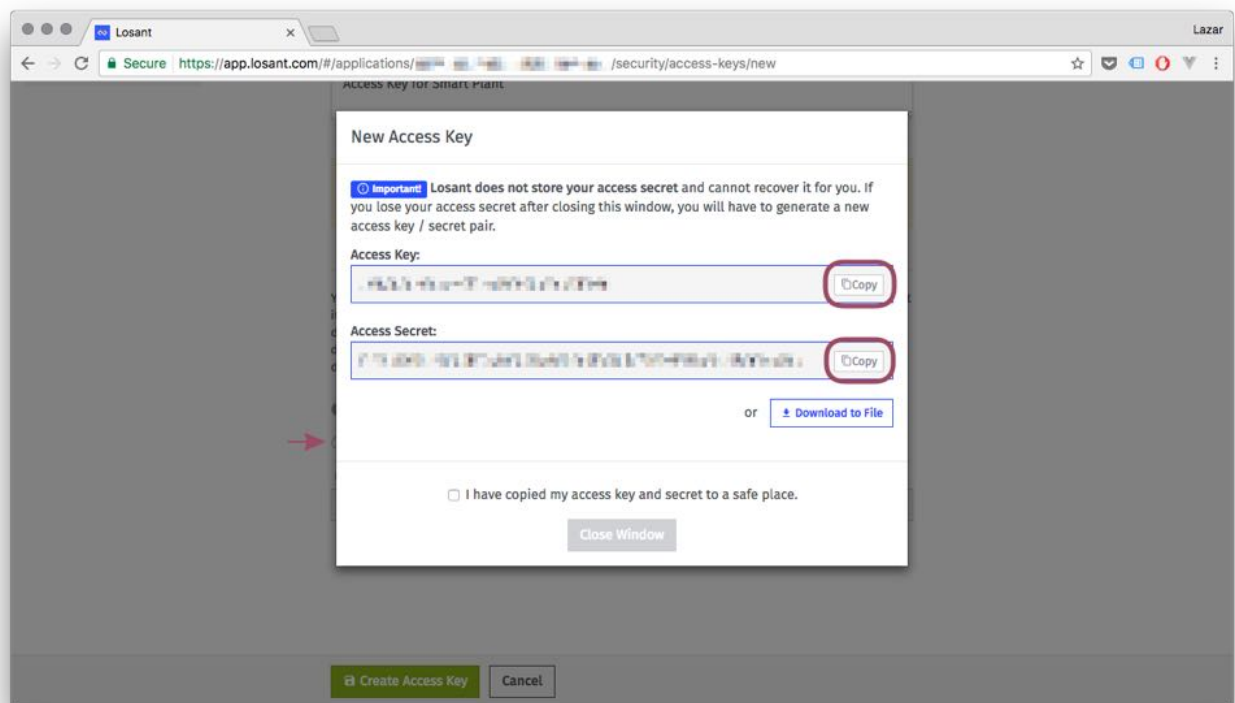 Losant
Lazar
Secure https://app.losant.com/#/applications/ /security/access-keys/new
Access Key for Smart Plant
New Access Key
Important! Losant does not store your access secret and cannot recover it for you. If
you lose your access secret after closing this window, you will have to generate a new
access key / secret pair.
Access Key:
Copy
Access Secret:
Copy
or Download to File
I have copied my access key and secret to a safe place.
Close Window
Create Access Key Cancel